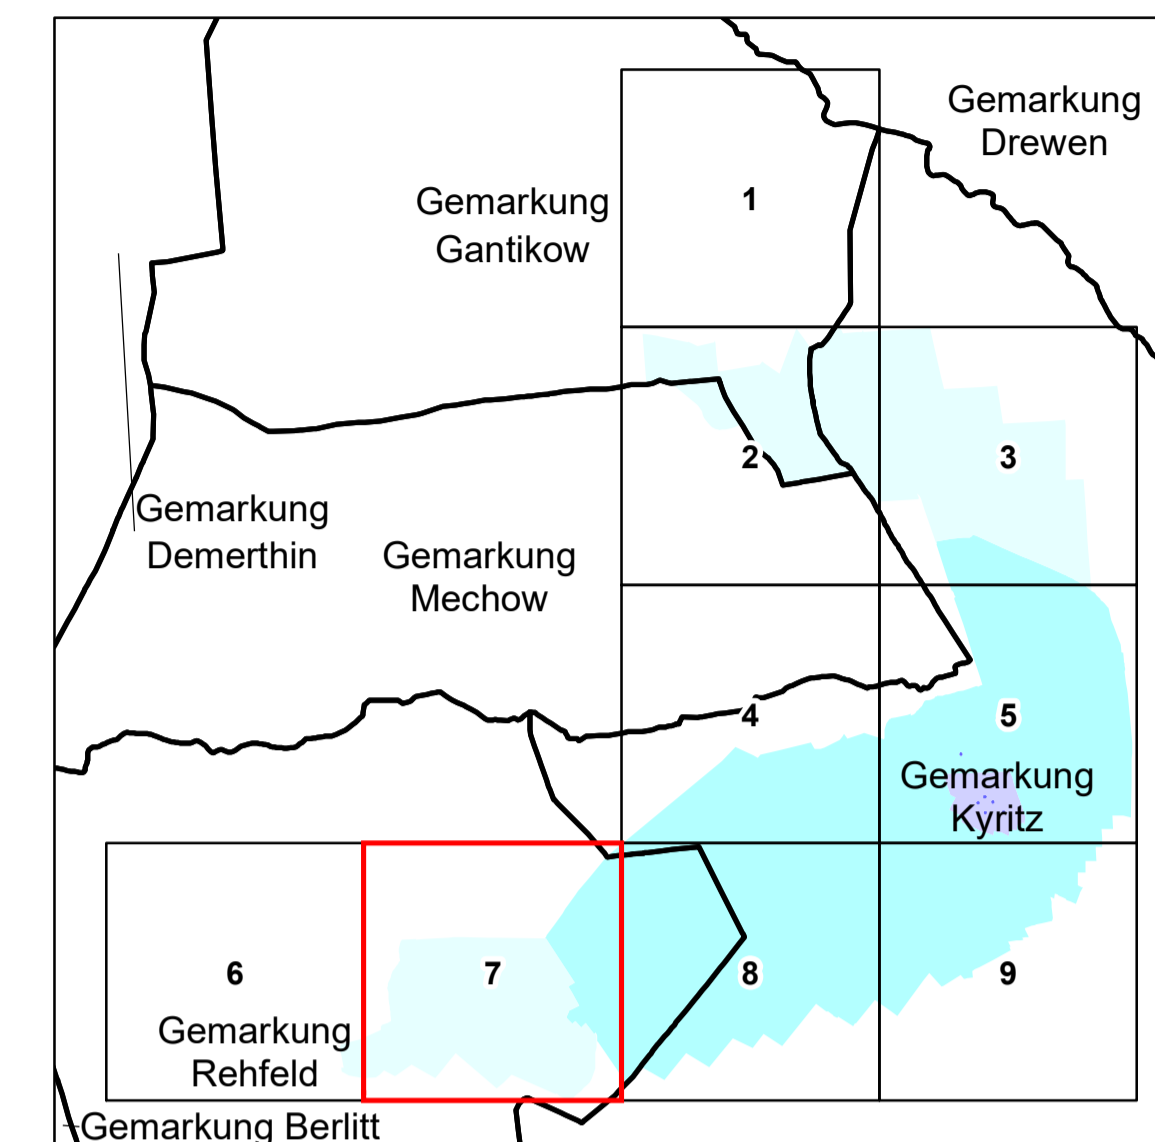 Gemarkung
Drewen
1
Gemarkung
Gantikow
2
3
Gemarkung
Demerthin
Gemarkung
Mechow
4
5
Gemarkung
Kyritz
6
7
8
9
Gemarkung
Rehfeld
Gemarkung Berlitt